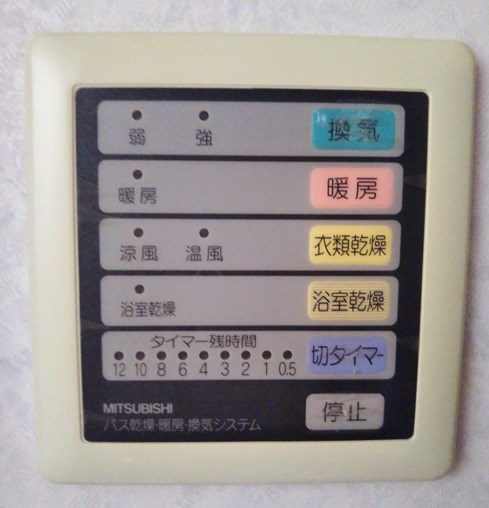 弱 強 換気
暖房 暖房
涼風 温風 衣類乾燥
浴室乾燥 浴室乾燥
タイマー残時間
12 10 8 6 4 3 2 1 0.5 切タイマー
MITSUBISHI 停止
バス乾燥・暖房・換気システム